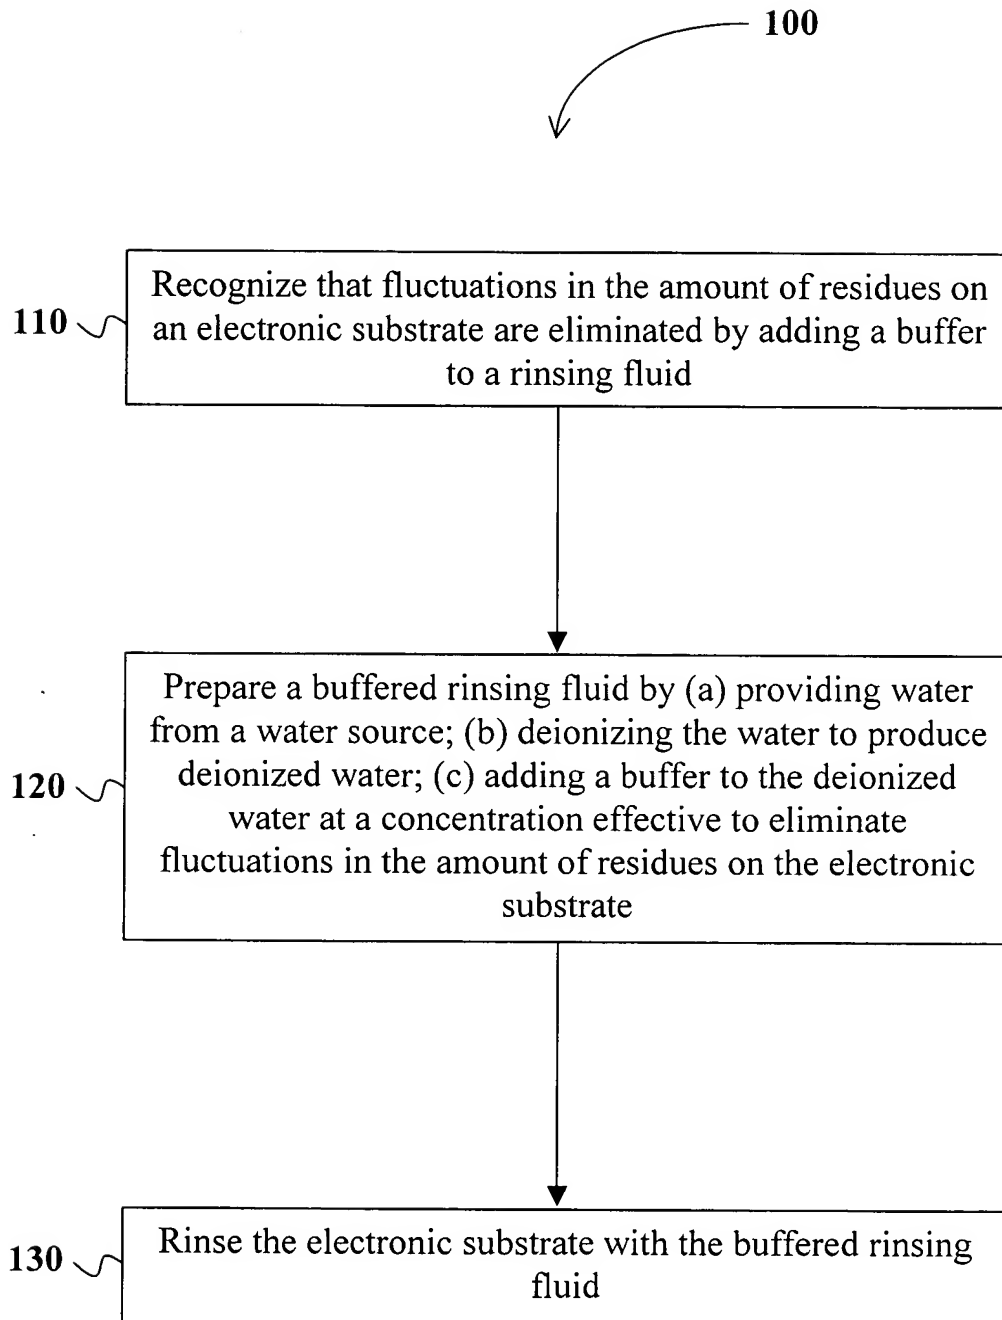 100
110
Recognize that fluctuations in the amount of residues on
an electronic substrate are eliminated by adding a buffer
to a rinsing fluid
120
Prepare a buffered rinsing fluid by (a) providing water
from a water source; (b) deionizing the water to produce
deionized water; (c) adding a buffer to the deionized
water at a concentration effective to eliminate
fluctuations in the amount of residues on the electronic
substrate
130
Rinse the electronic substrate with the buffered rinsing
fluid